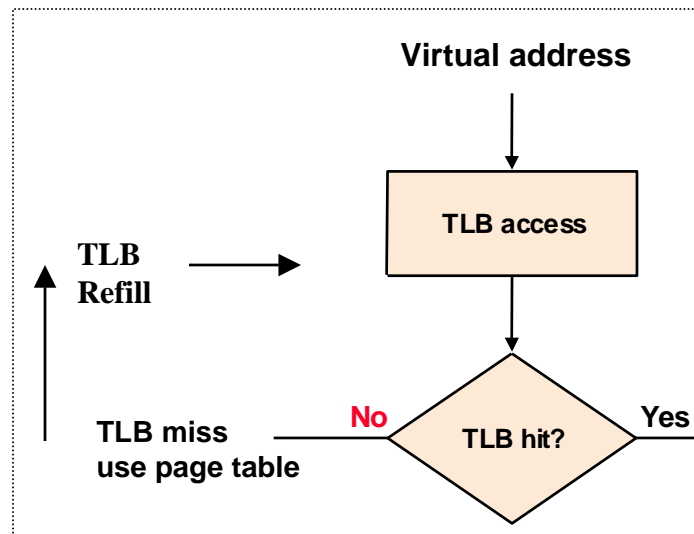 Virtual address
TLB access
TLB
Refill
No
Yes
TLB hit?
TLB miss
use page table